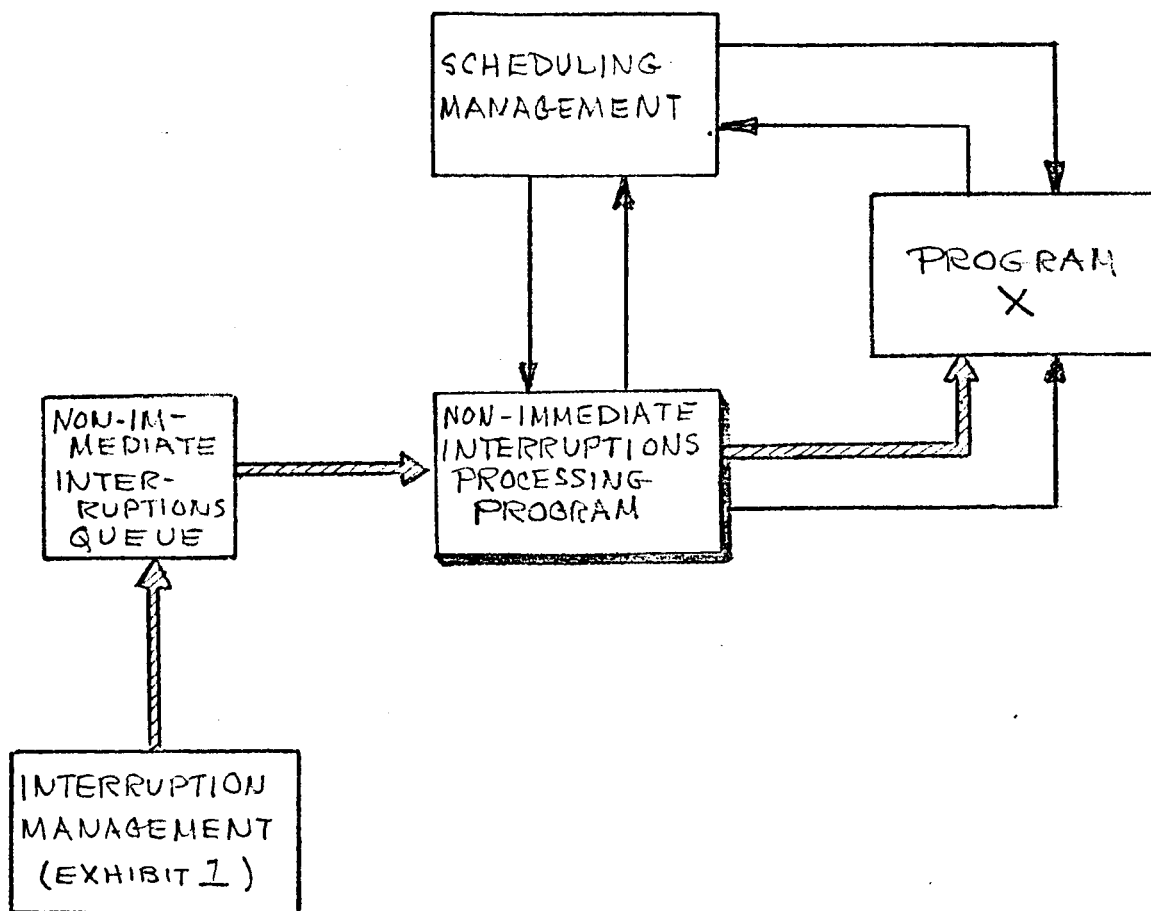 SCHEDULING
MANAGEMENT
PROGRAM
X
NON-IM-
MEDIATE
INTER-
RUPTIONS
QUEUE
NON-IMMEDIATE
INTERRUPTIONS
PROCESSING
PROGRAM
INTERRUPTION
MANAGEMENT
(EXHIBIT 1)